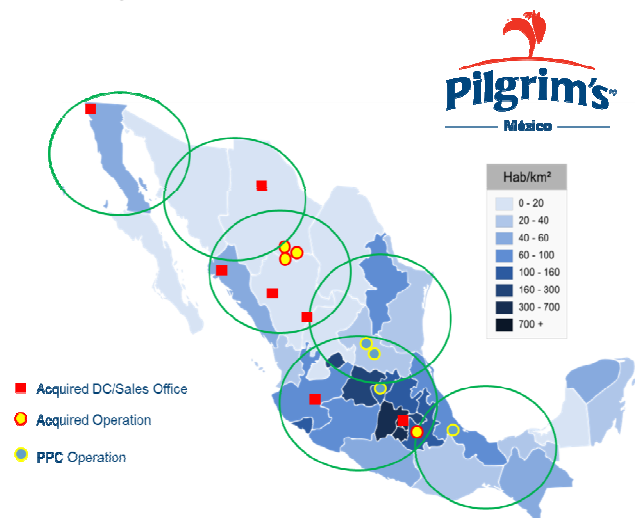 Pilgrim's
México
Hab/km²
0 - 20
20 - 40
40 - 60
60 - 100
100 - 160
160 - 300
300 - 700
700 +
Acquired DC/Sales Office
Acquired Operation
PPC Operation